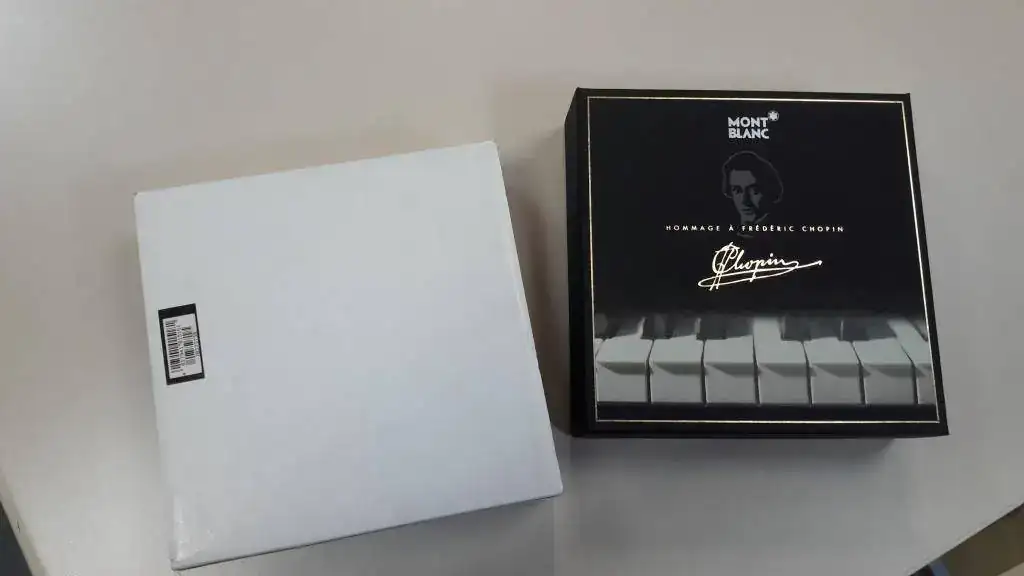 MONT
BLANC
HOMMAGE À FRÉDÉRIC CHOPIN
Chopin